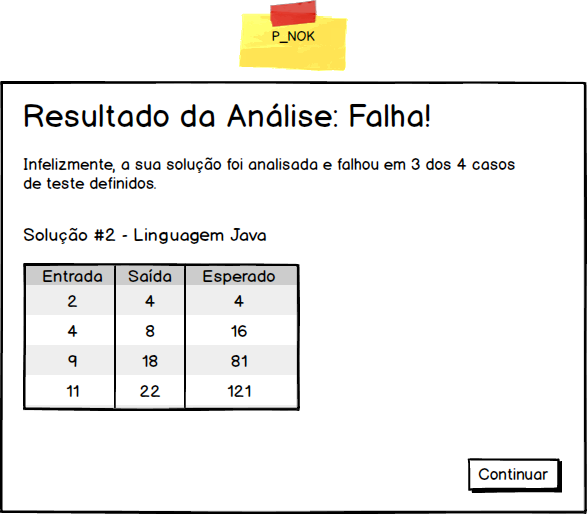 P_NOK
Resultado da Análise: Falha!
Infelizmente, a sua solução foi analisada e falhou em 3 dos 4 casos
de teste definidos.
Solução #2 - Linguagem Java
Entrada Saída Esperado
2 4 4
4 8 16
9 18 81
11 22 121
Continuar